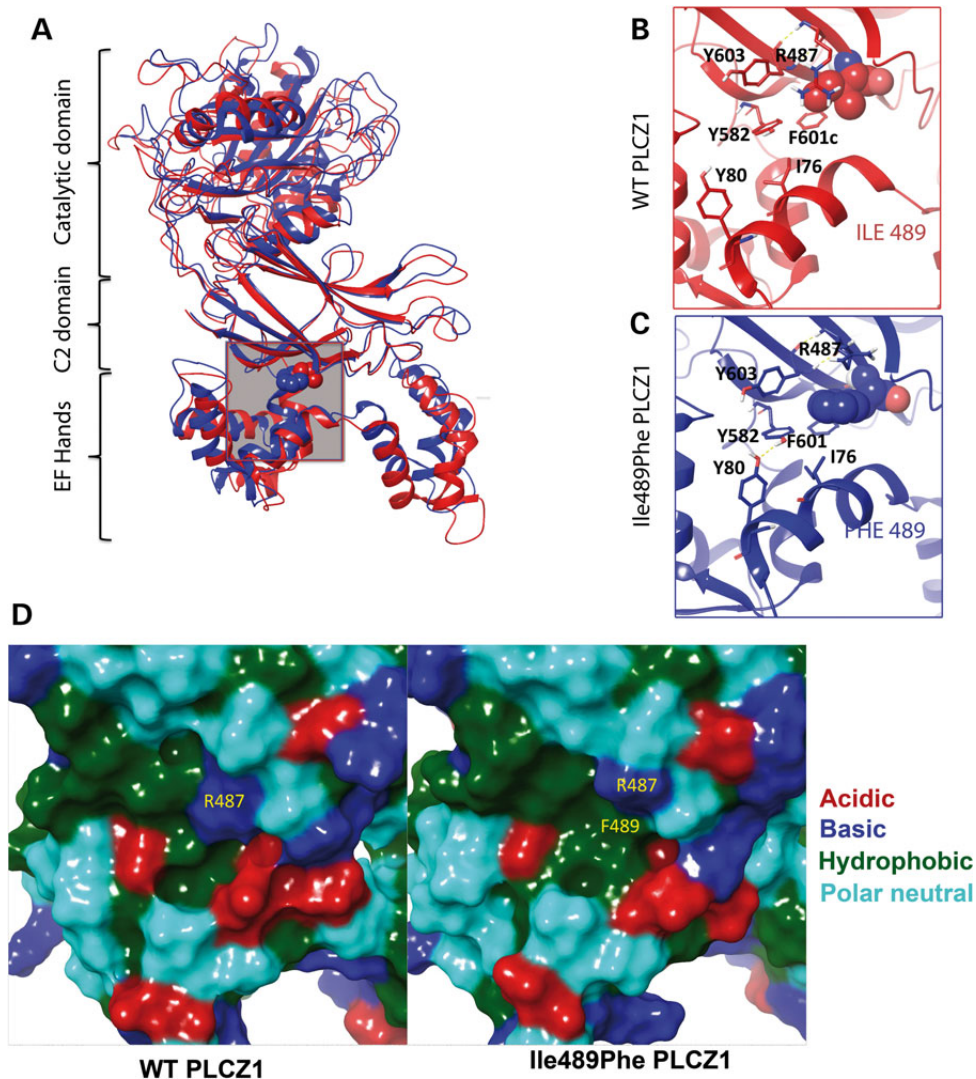 A
Catalytic domain
C2 domain
EF Hands
B
WT PLCZ1
Y603
R487
Y582
F601c
Y80
I76
ILE 489
C
Ile489Phe PLCZ1
R487
Y603
Y582
F601
Y80
I76
PHE 489
D
R487
R487
F489
Acidic
Basic
Hydrophobic
Polar neutral
WT PLCZ1
Ile489Phe PLCZ1